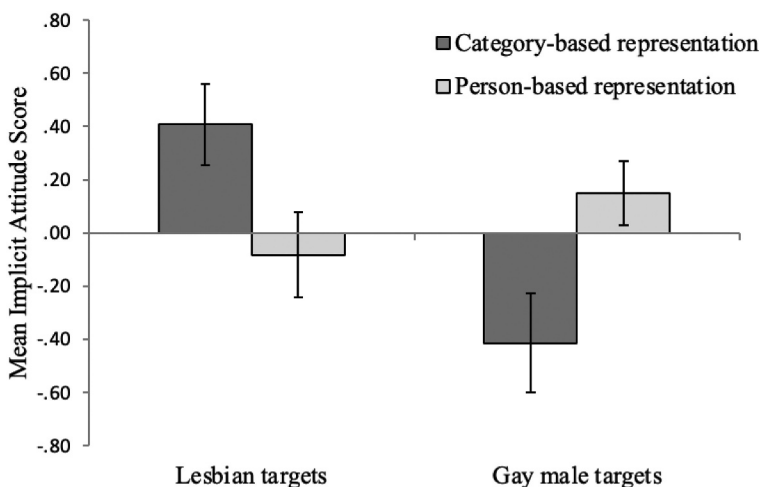 .80
.60
.40
.20
.00
-.20
-.40
-.60
-.80
Mean Implicit Attitude Score
Category-based representation
Person-based representation
Lesbian targets
Gay male targets